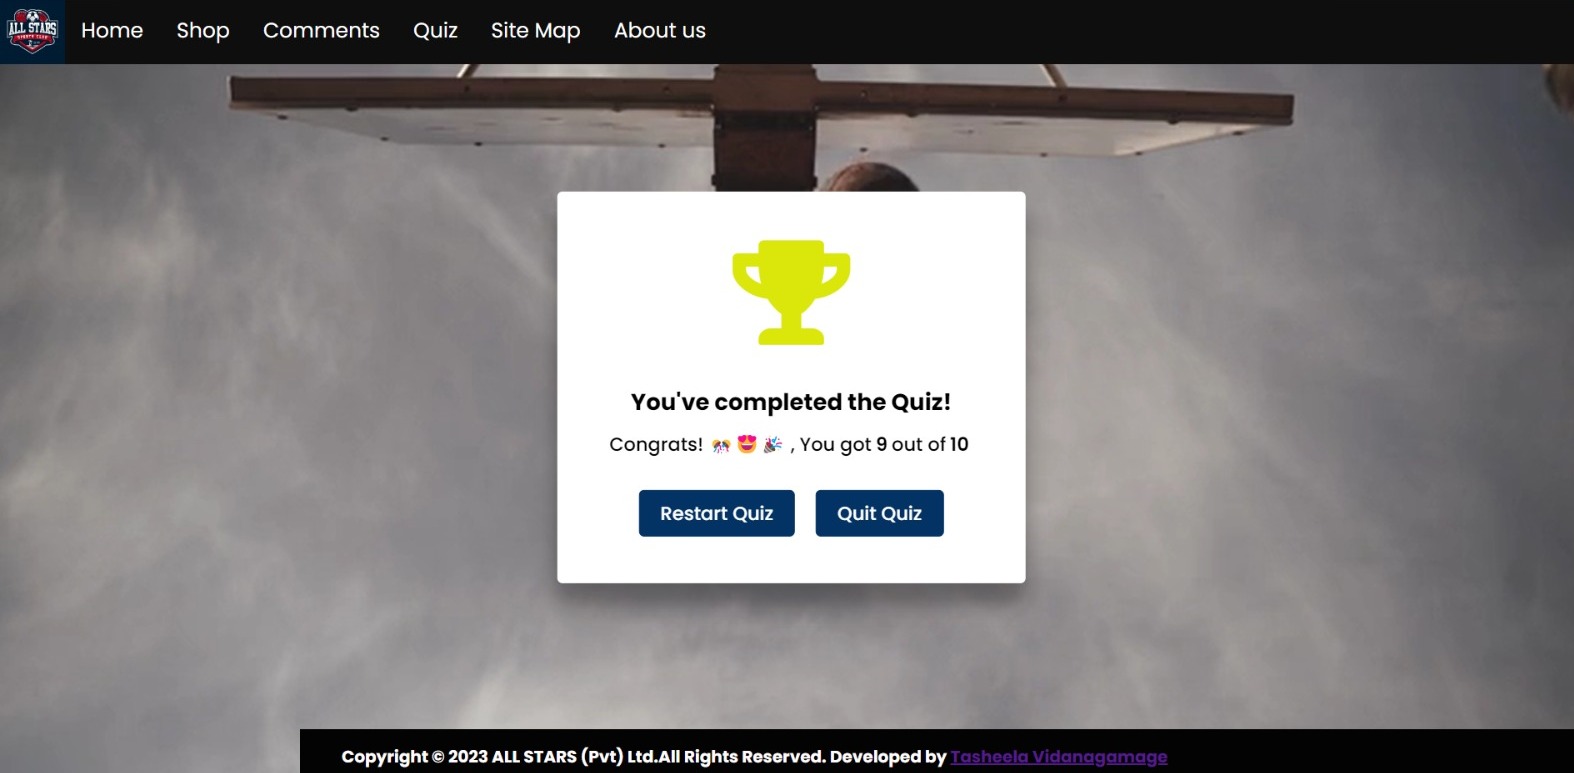 ALL STARS
SPORTS CLUB
Home Shop Comments Quiz Site Map About us
You've completed the Quiz!
Congrats! 🎊😍🎉 , You got 9 out of 10
Restart Quiz Quit Quiz
Copyright © 2023 ALL STARS (Pvt) Ltd.All Rights Reserved. Developed by Tasheela Vidanagamage